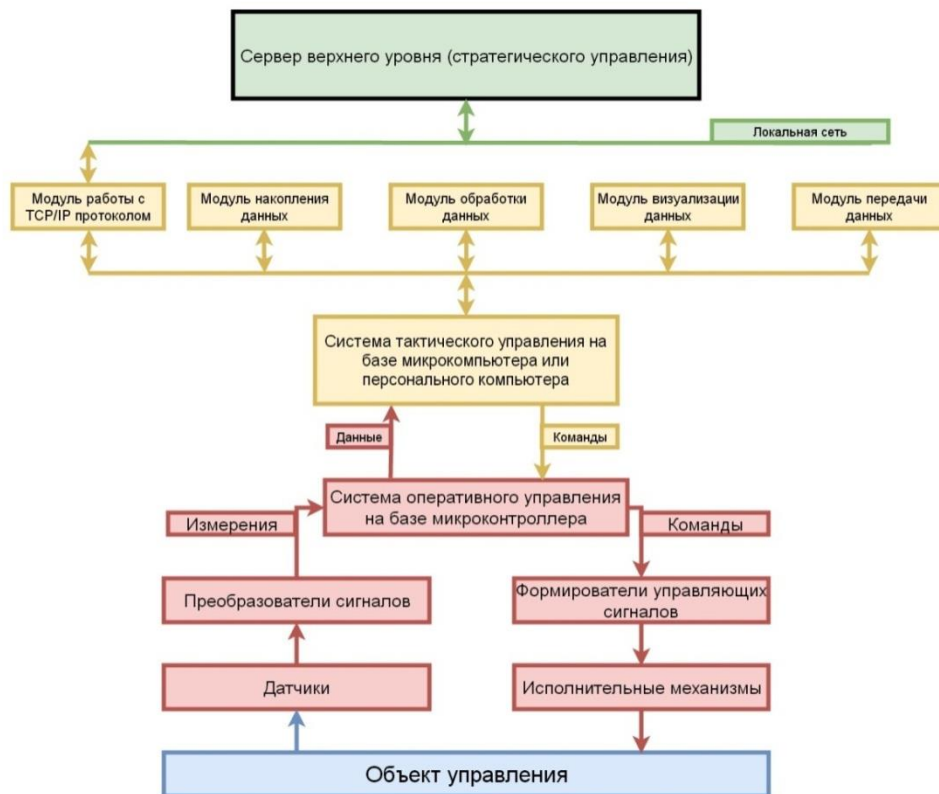 Сервер верхнего уровня (стратегического управления)
Локальная сеть
Модуль работы с
TCP/IP протоколом
Модуль накопления
данных
Модуль обработки
данных
Модуль визуализации
данных
Модуль передачи
данных
Система тактического управления на
базе микрокомпьютера или
персонального компьютера
Данные
Команды
Система оперативного управления
на базе микроконтроллера
Измерения
Команды
Преобразователи сигналов
Формирователи управляющих
сигналов
Датчики
Исполнительные механизмы
Объект управления